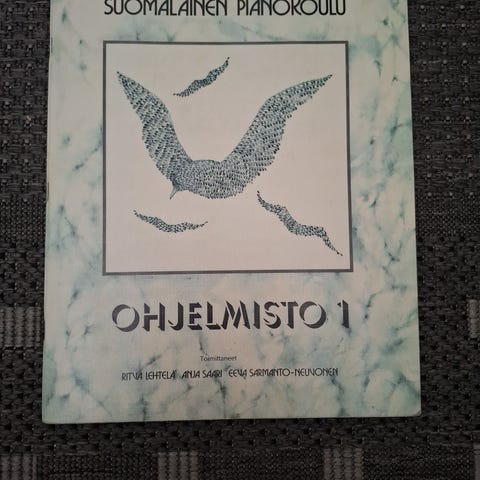 SUOMALAINEN PIANOKOULU
OHJELMISTO 1
Toimittaneet
RITVA LEHTELÄ ANJA SAARI EEVA SARMANTO-NEUVONEN